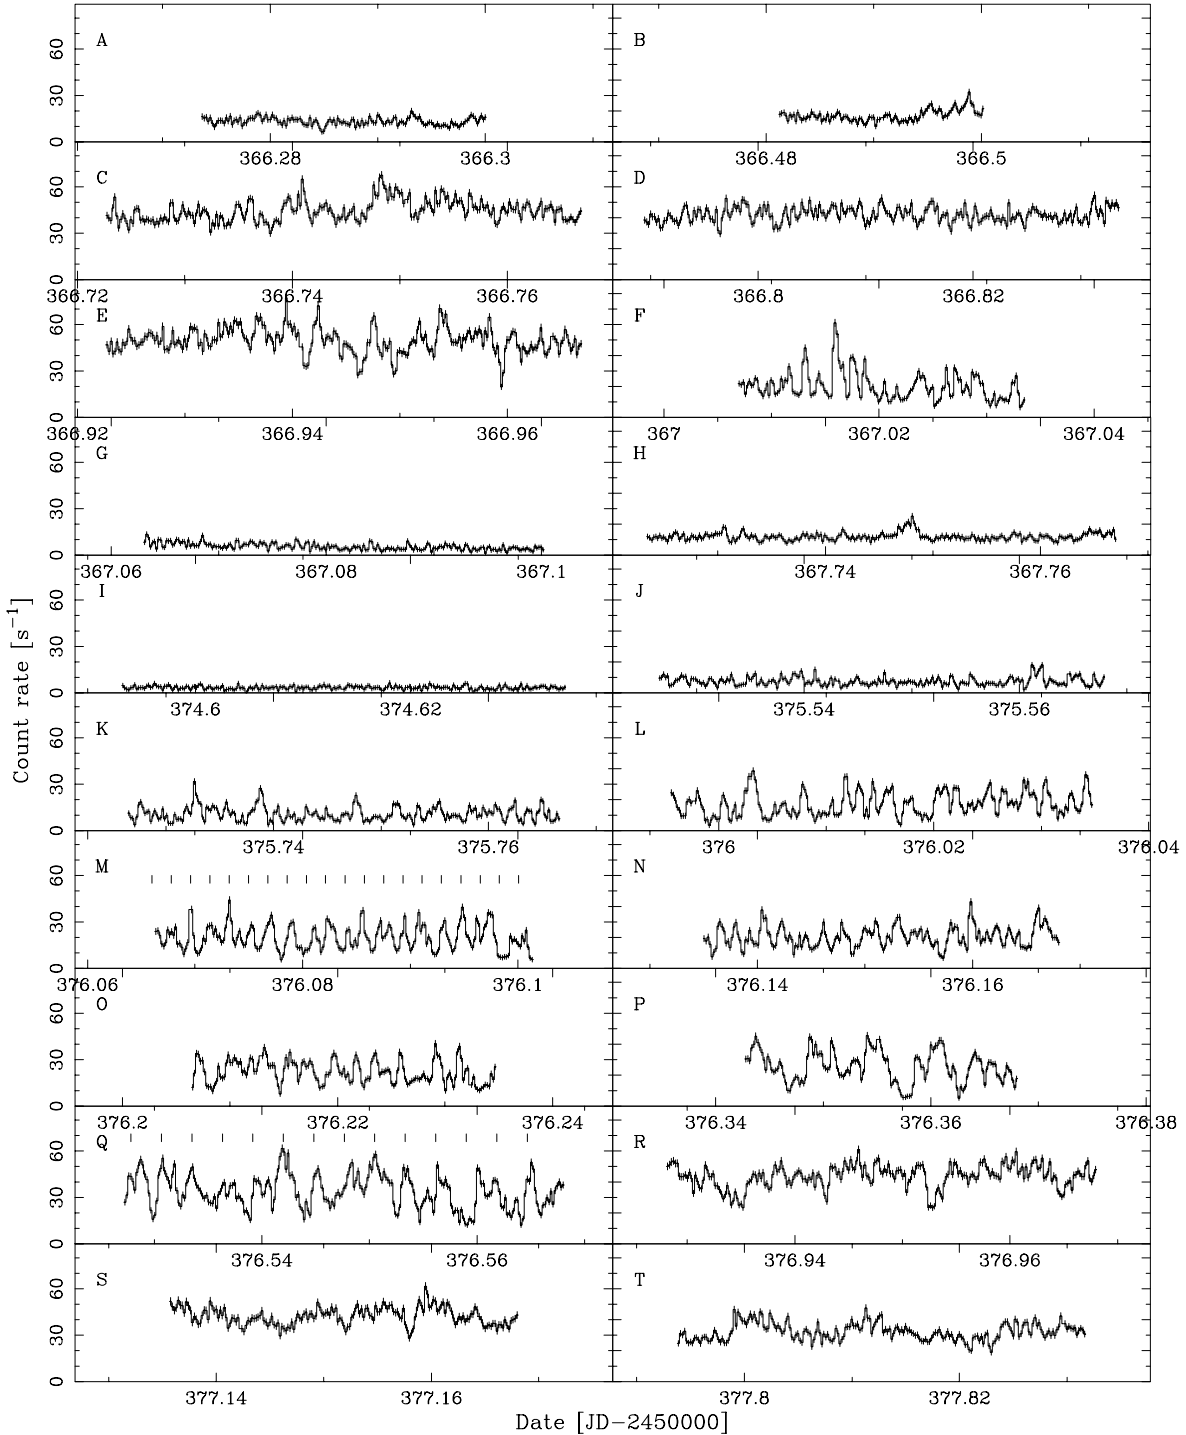 A
B
60
30
0
366.28 366.3
366.48 366.5
C
D
60
30
0
366.72 366.74 366.76
366.8 366.82
E
F
60
30
0
366.92 366.94 366.96
367 367.02 367.04
G
H
60
30
0
367.06 367.08 367.1
367.74 367.76
I
J
60
30
0
374.6 374.62
375.54 375.56
K
L
60
30
0
375.74 375.76
376 376.02 376.04
M
N
60
30
0
376.06 376.08 376.1
376.14 376.16
O
P
60
30
0
376.2 376.22 376.24
376.34 376.36 376.38
Q
R
60
30
0
376.54 376.56
376.94 376.96
S
T
60
30
0
377.14 377.16
377.8 377.82
Count rate [s⁻¹]
Date [JD−2450000]